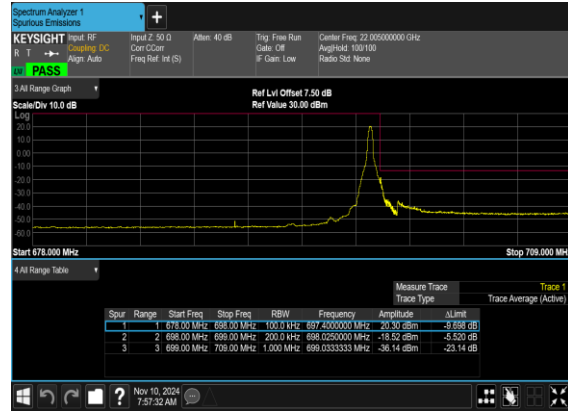 Spectrum Analyzer 1
Spurious Emissions
KEYSIGHT Input: RF Input Z: 50 Ω Atten: 40 dB Trig: Free Run Center Freq: 22.005000000 GHz
R T Coupling: DC Corr CCorr Gate: Off Avg|Hold: 100/100
Align: Auto Freq Ref: Int (S) IF Gain: Low Radio Std: None
PASS
3 All Range Graph
Ref Lvl Offset 7.50 dB
Scale/Div 10.0 dB Ref Value 30.00 dBm
Log
20.0
10.0
0.00
-10.0
-20.0
-30.0
-40.0
-50.0
-60.0
Start 678.000 MHz Stop 709.000 MH
4 All Range Table
Measure Trace Trace 1
Trace Type Trace Average (Active)
Spur Range Start Freq Stop Freq RBW Frequency Amplitude ΔLimit
1 1 678.00 MHz 698.00 MHz 100.0 kHz 697.4000000 MHz 20.30 dBm -9.698 dB
2 2 698.00 MHz 699.00 MHz 200.0 kHz 698.0250000 MHz -18.52 dBm -5.520 dB
3 3 699.00 MHz 709.00 MHz 1.000 MHz 699.0333333 MHz -36.14 dBm -23.14 dB
? Nov 10, 2024
7:57:32 AM